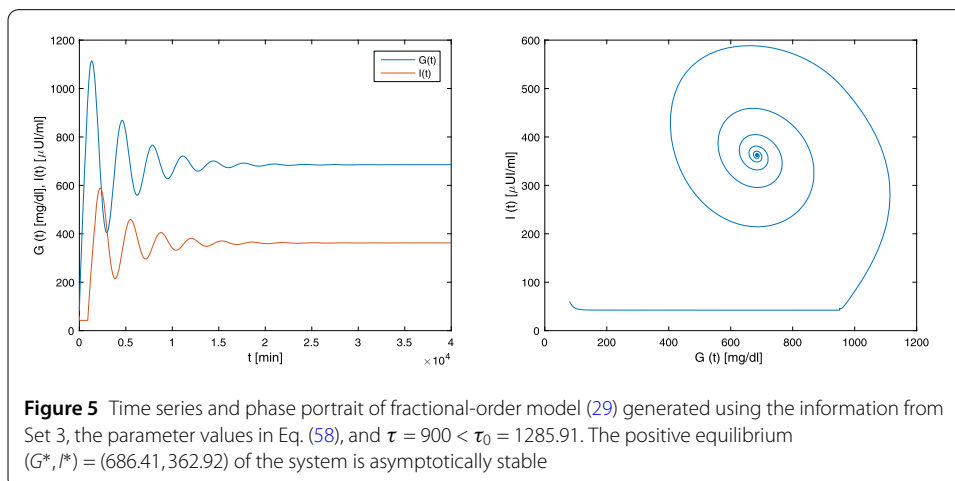 1200
1000
800
600
400
200
0
G (t) [mg/dl], I(t) [μUI/ml]
G(t)
I(t)
0 0.5 1 1.5 2 2.5 3 3.5 4
t [min]
×10⁴
600
500
400
300
200
100
0
I (t) [μUI/ml]
0 200 400 600 800 1000 1200
G (t) [mg/dl]
Figure 5 Time series and phase portrait of fractional-order model (29) generated using the information from
Set 3, the parameter values in Eq. (58), and τ = 900 < τ₀ = 1285.91. The positive equilibrium
(G*, I*) = (686.41, 362.92) of the system is asymptotically stable